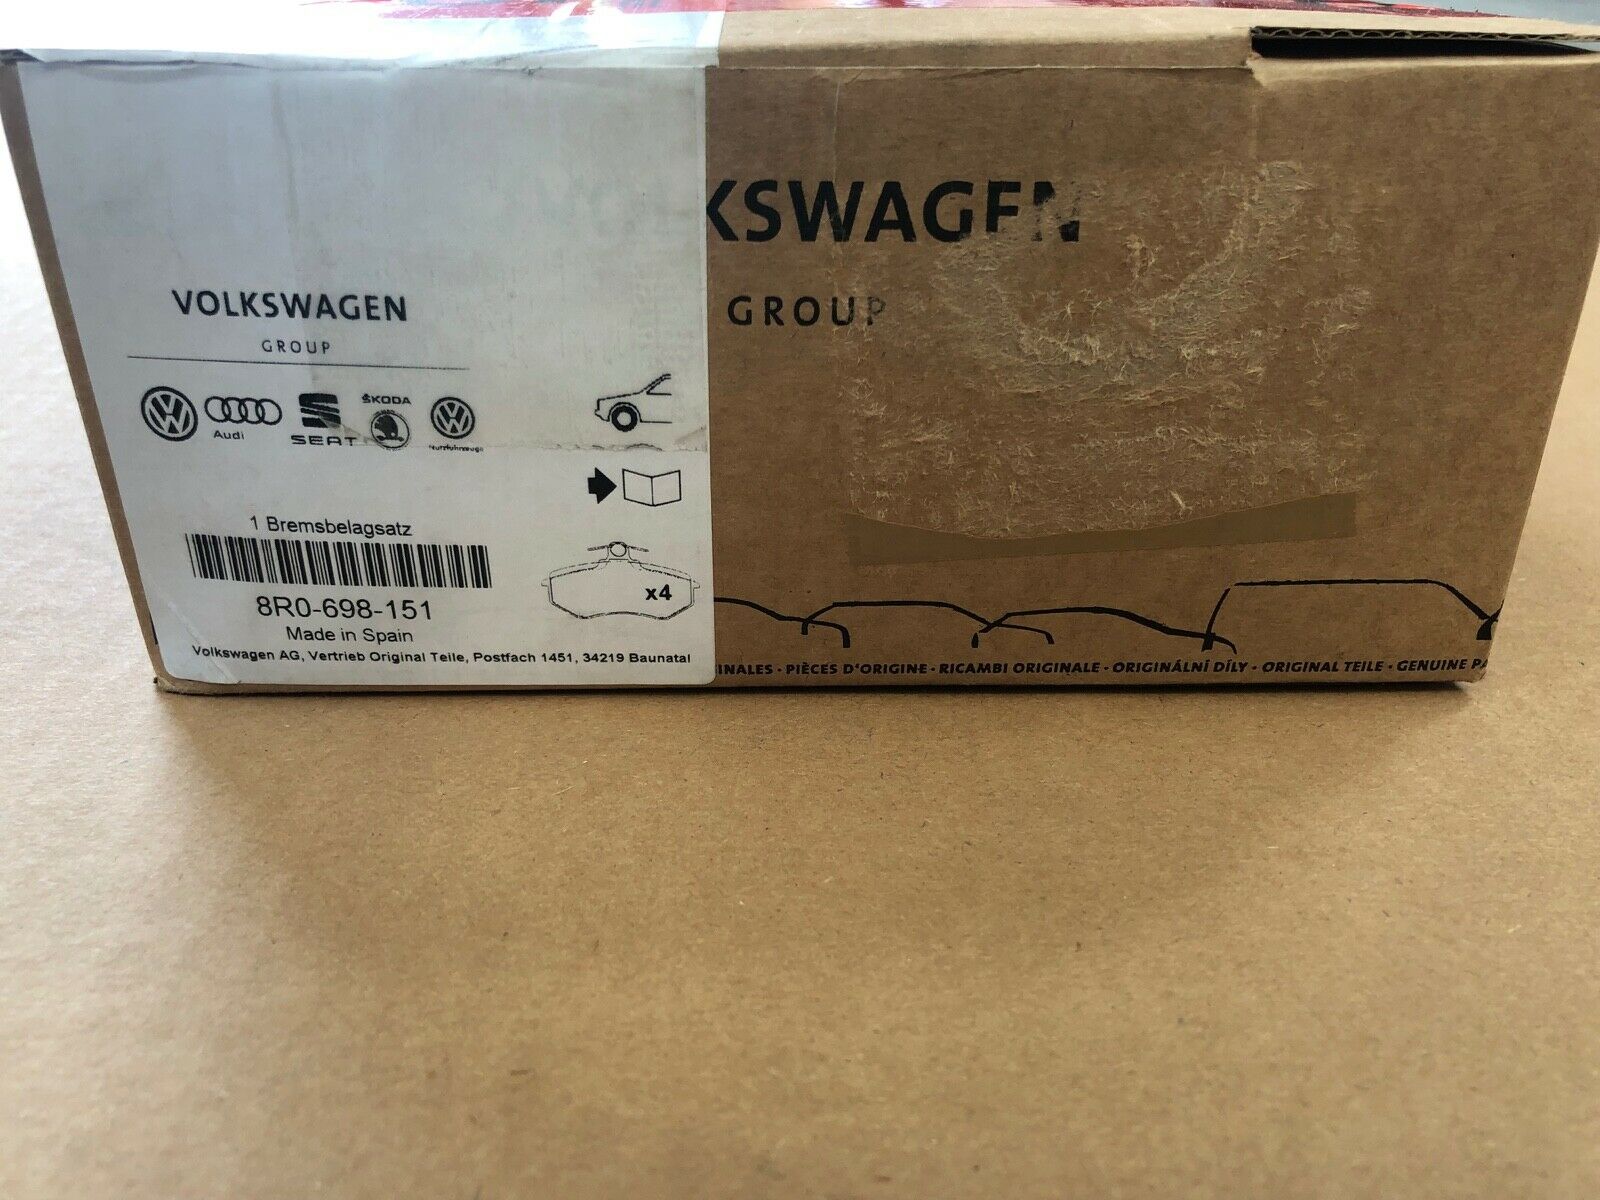 KSWAGEN
GROUP
VOLKSWAGEN
GROUP
Audi
SEAT
ŠKODA
Nutzfahrzeuge
1 Bremsbelagsatz
8R0-698-151
Made in Spain
Volkswagen AG, Vertrieb Original Teile, Postfach 1451, 34219 Baunatal
x4
INALES · PIÈCES D'ORIGINE · RICAMBI ORIGINALE · ORIGINÁLNÍ DÍLY · ORIGINAL TEILE · GENUINE PA